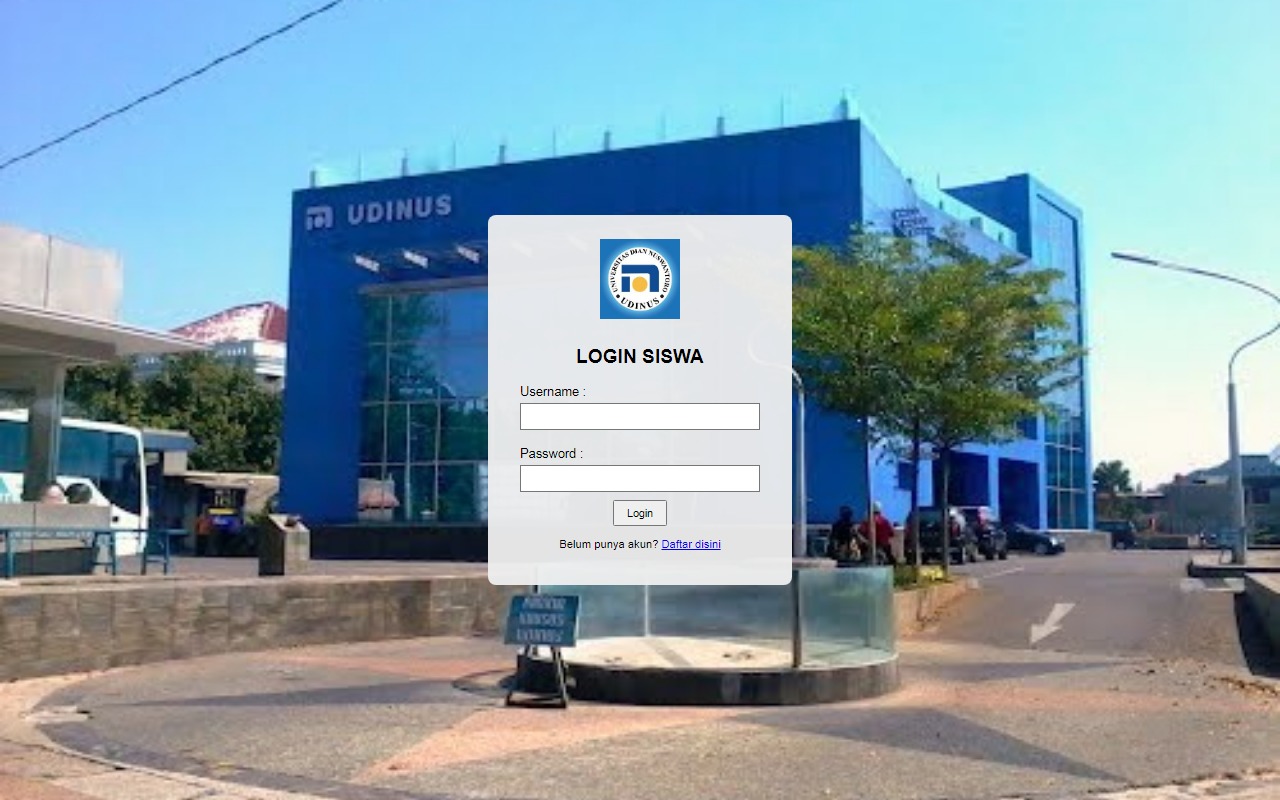 UDINUS
UNIVERSITAS DIAN NUSWANTORO
UDINUS
LOGIN SISWA
Username :
Password :
Login
Belum punya akun? Daftar disini